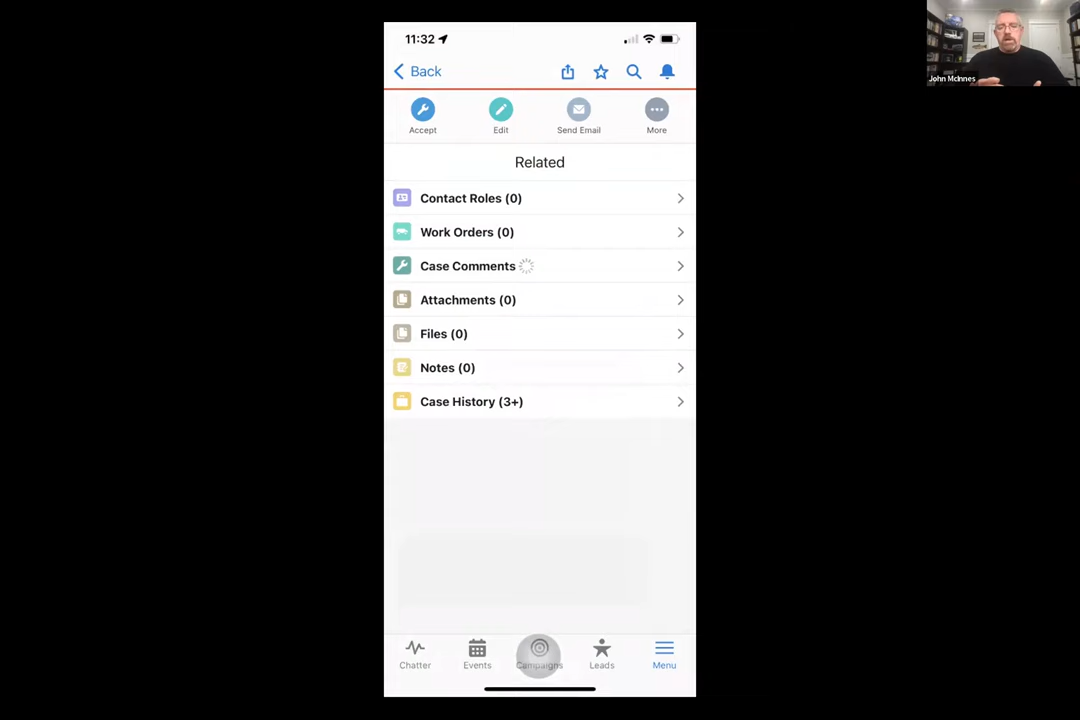 11:32
Back
Accept
Edit
Send Email
More
Related
Contact Roles (0)
Work Orders (0)
Case Comments
Attachments (0)
Files (0)
Notes (0)
Case History (3+)
Chatter
Events
Campaigns
Leads
Menu
John McInnes